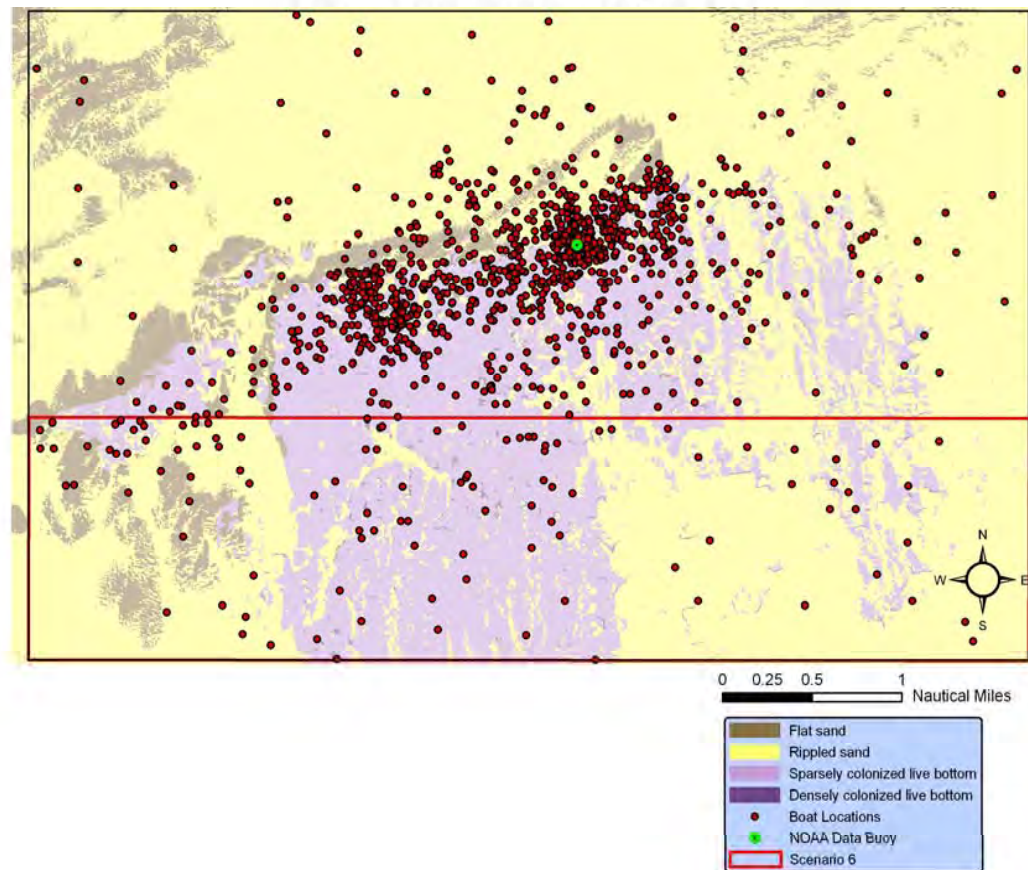 N
W E
S
0 0.25 0.5 1
Nautical Miles
Flat sand
Rippled sand
Sparsely colonized live bottom
Densely colonized live bottom
Boat Locations
NOAA Data Buoy
Scenario 6